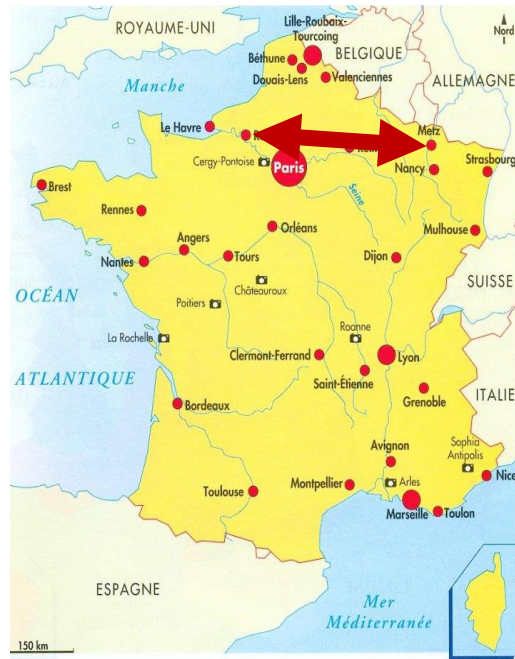 ROYAUME-UNI
Nord
Lille-Roubaix-
Tourcoing
BELGIQUE
Béthune
Douais-Lens
Valenciennes
ALLEMAGNE
Manche
Le Havre
Metz
Cergy-Pontoise
Paris
Nancy
Strasbourg
Brest
Seine
Rennes
Orléans
Mulhouse
Angers
Tours
Dijon
Nantes
SUISSE
OCÉAN
Châteauroux
Poitiers
La Rochelle
Roanne
Clermont-Ferrand
Lyon
ATLANTIQUE
Saint-Étienne
Grenoble
ITALIE
Bordeaux
Avignon
Sophia
Antipolis
Toulouse
Montpellier
Arles
Nice
Marseille
Toulon
ESPAGNE
Mer
Méditerranée
150 km